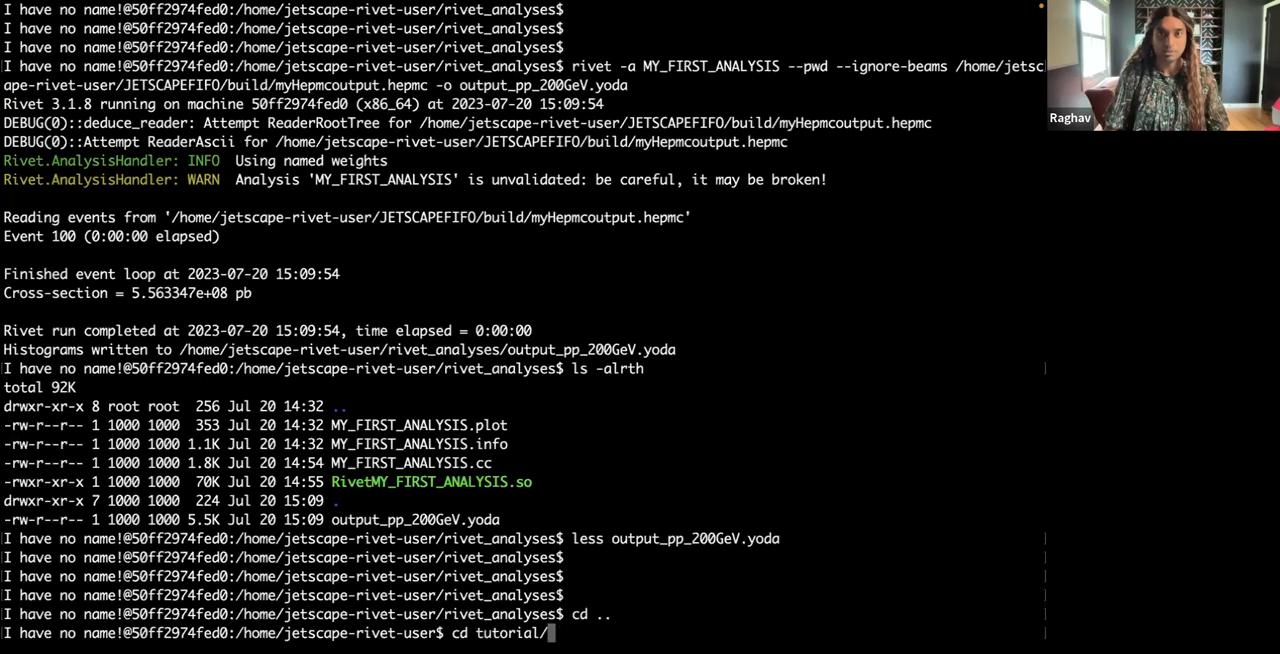 I have no name!@50ff2974fed0:/home/jetscape-rivet-user/rivet_analyses$
I have no name!@50ff2974fed0:/home/jetscape-rivet-user/rivet_analyses$
I have no name!@50ff2974fed0:/home/jetscape-rivet-user/rivet_analyses$
I have no name!@50ff2974fed0:/home/jetscape-rivet-user/rivet_analyses$ rivet -a MY_FIRST_ANALYSIS --pwd --ignore-beams /home/jetsc
ape-rivet-user/JETSCAPEFIFO/build/myHepmcoutput.hepmc -o output_pp_200GeV.yoda
Rivet 3.1.8 running on machine 50ff2974fed0 (x86_64) at 2023-07-20 15:09:54
Raghav
DEBUG(0)::deduce_reader: Attempt ReaderRootTree for /home/jetscape-rivet-user/JETSCAPEFIFO/build/myHepmcoutput.hepmc
DEBUG(0)::Attempt ReaderAscii for /home/jetscape-rivet-user/JETSCAPEFIFO/build/myHepmcoutput.hepmc
Rivet.AnalysisHandler: INFO  Using named weights
Rivet.AnalysisHandler: WARN  Analysis 'MY_FIRST_ANALYSIS' is unvalidated: be careful, it may be broken!
Reading events from '/home/jetscape-rivet-user/JETSCAPEFIFO/build/myHepmcoutput.hepmc'
Event 100 (0:00:00 elapsed)
Finished event loop at 2023-07-20 15:09:54
Cross-section = 5.563347e+08 pb
Rivet run completed at 2023-07-20 15:09:54, time elapsed = 0:00:00
Histograms written to /home/jetscape-rivet-user/rivet_analyses/output_pp_200GeV.yoda
I have no name!@50ff2974fed0:/home/jetscape-rivet-user/rivet_analyses$ ls -alrth
total 92K
drwxr-xr-x 8 root root  256 Jul 20 14:32 ..
-rw-r--r-- 1 1000 1000  353 Jul 20 14:32 MY_FIRST_ANALYSIS.plot
-rw-r--r-- 1 1000 1000 1.1K Jul 20 14:32 MY_FIRST_ANALYSIS.info
-rw-r--r-- 1 1000 1000 1.8K Jul 20 14:54 MY_FIRST_ANALYSIS.cc
-rwxr-xr-x 1 1000 1000  70K Jul 20 14:55 RivetMY_FIRST_ANALYSIS.so
drwxr-xr-x 7 1000 1000  224 Jul 20 15:09 .
-rw-r--r-- 1 1000 1000 5.5K Jul 20 15:09 output_pp_200GeV.yoda
I have no name!@50ff2974fed0:/home/jetscape-rivet-user/rivet_analyses$ less output_pp_200GeV.yoda
I have no name!@50ff2974fed0:/home/jetscape-rivet-user/rivet_analyses$
I have no name!@50ff2974fed0:/home/jetscape-rivet-user/rivet_analyses$
I have no name!@50ff2974fed0:/home/jetscape-rivet-user/rivet_analyses$
I have no name!@50ff2974fed0:/home/jetscape-rivet-user/rivet_analyses$ cd ..
I have no name!@50ff2974fed0:/home/jetscape-rivet-user$ cd tutorial/